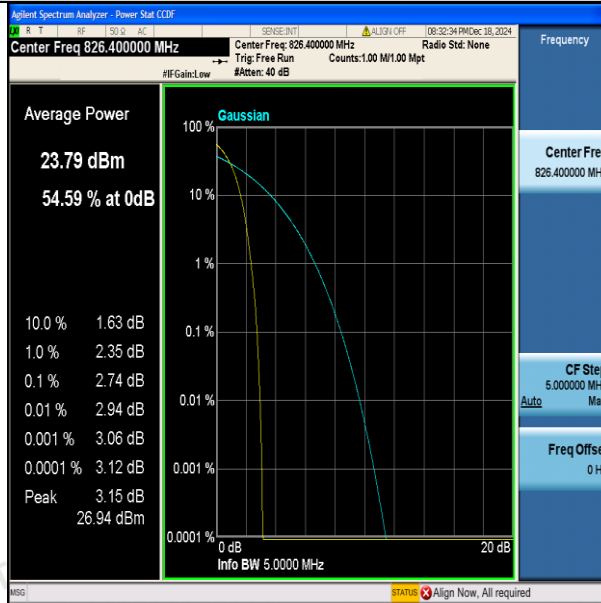 Agilent Spectrum Analyzer - Power Stat CCDF
R T RF 50 Ω AC SENSE:INT ALIGN OFF 08:32:34 PM Dec 18, 2024
Center Freq 826.400000 MHz
Center Freq: 826.400000 MHz Radio Std: None
Trig: Free Run Counts:1.00 M/1.00 Mpt
#IFGain:Low #Atten: 40 dB
Frequency
Average Power
23.79 dBm
54.59 % at 0dB
10.0 % 1.63 dB
1.0 % 2.35 dB
0.1 % 2.74 dB
0.01 % 2.94 dB
0.001 % 3.06 dB
0.0001 % 3.12 dB
Peak 3.15 dB
26.94 dBm
Gaussian
100 %
10 %
1 %
0.1 %
0.01 %
0.001 %
0.0001 %
0 dB 20 dB
Info BW 5.0000 MHz
Center Fre
826.400000 MH
CF Ste
5.000000 MH
Auto Ma
Freq Offse
0 H
MSG STATUS Align Now, All required